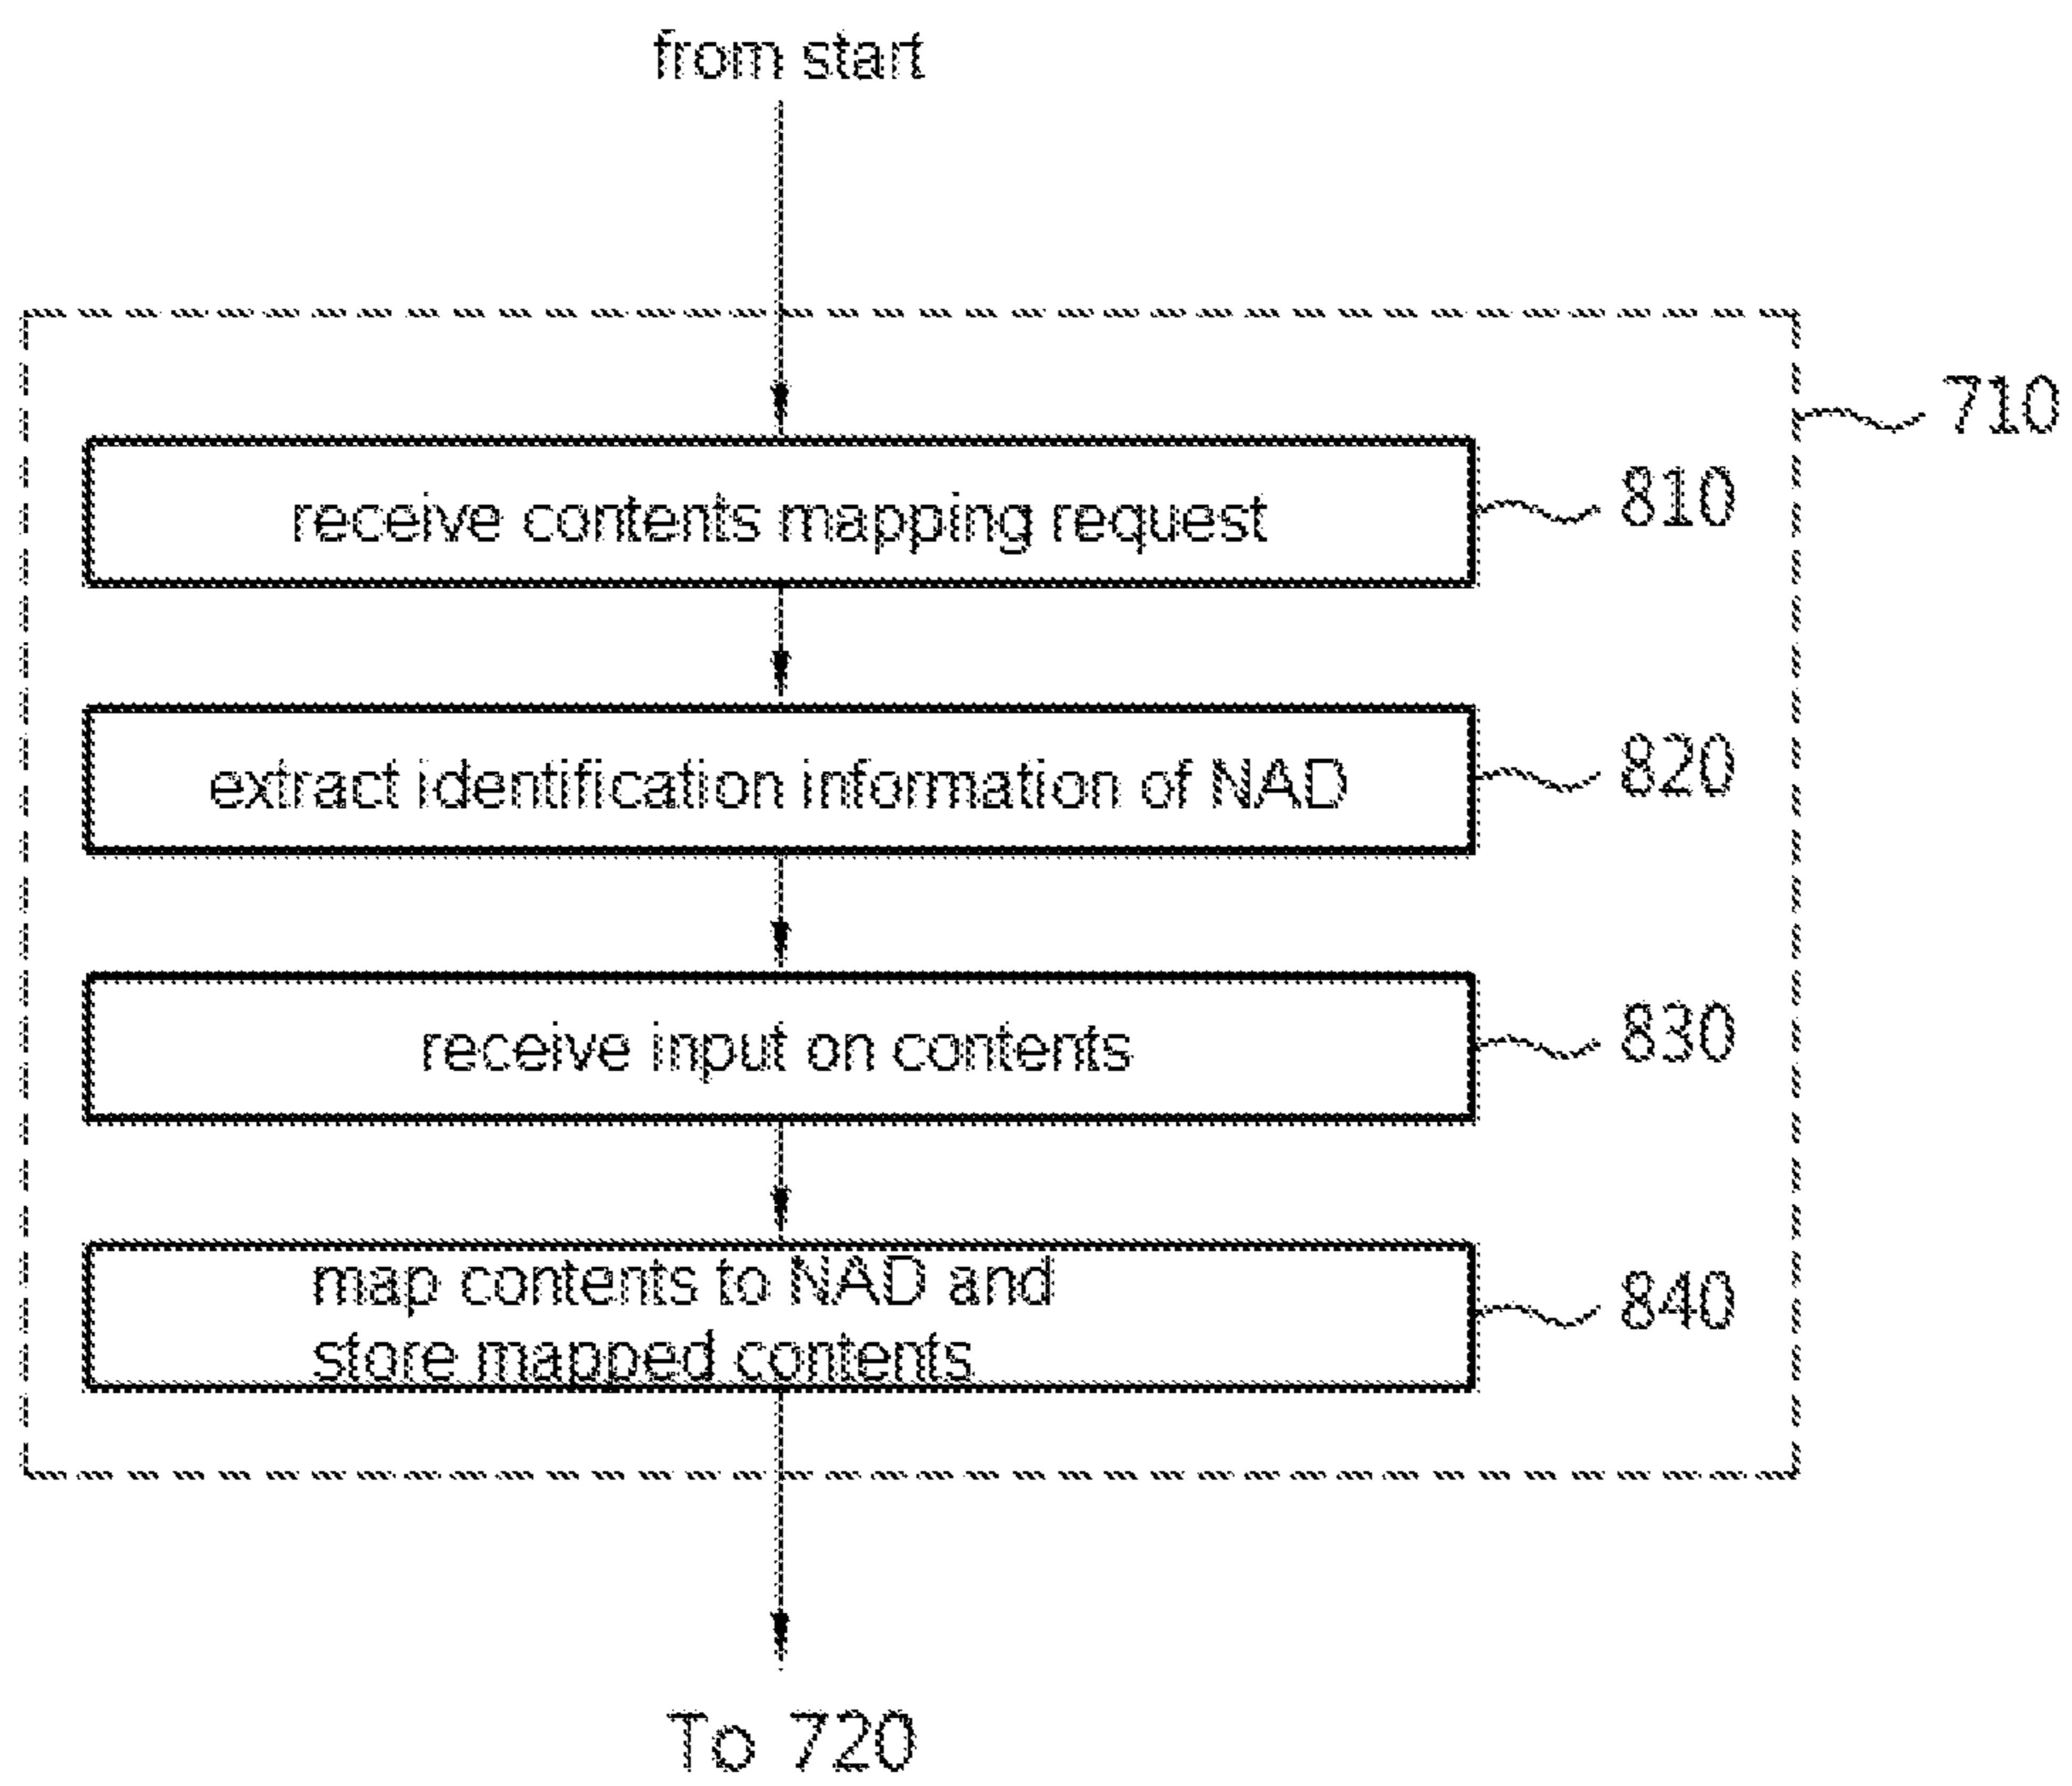 from start
710
receive contents mapping request
810
extract identification information of NAD
820
receive input on contents
830
map contents to NAD and
store mapped contents
840
To 720